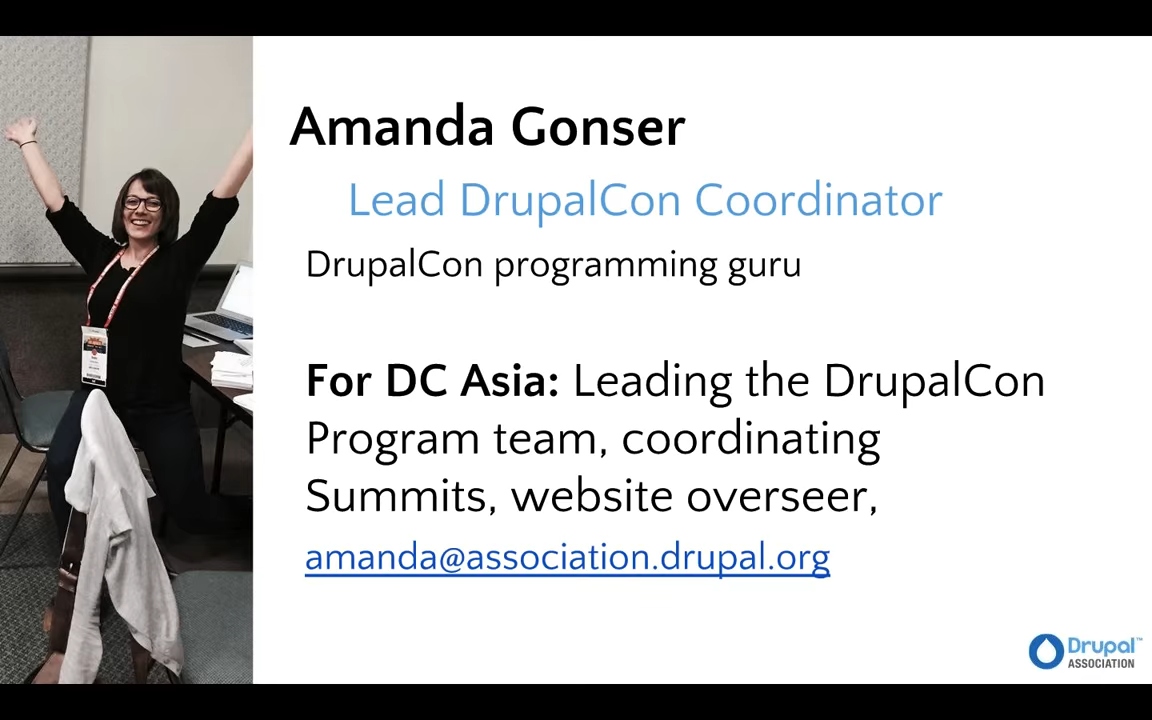 Amanda Gonser
Lead DrupalCon Coordinator
DrupalCon programming guru
For DC Asia: Leading the DrupalCon
Program team, coordinating
Summits, website overseer,
amanda@association.drupal.org
Drupal™
ASSOCIATION